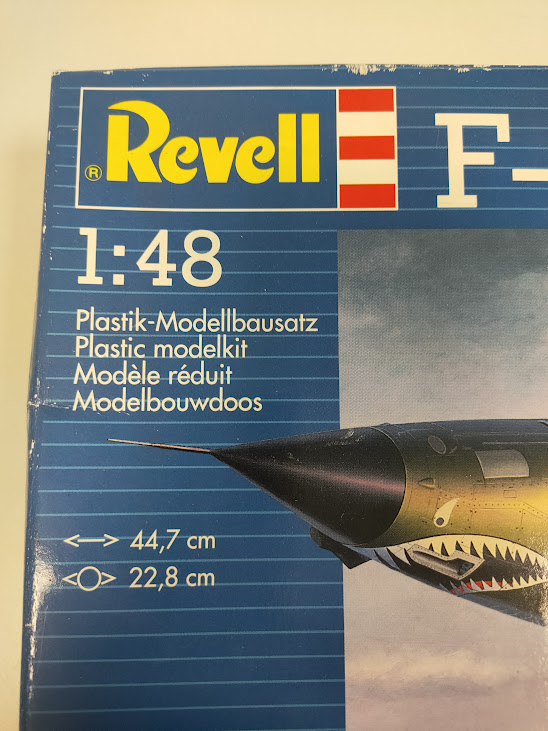 ® Revell
F-
1:48
Plastik-Modellbausatz
Plastic modelkit
Modèle réduit
Modelbouwdoos
44,7 cm
22,8 cm